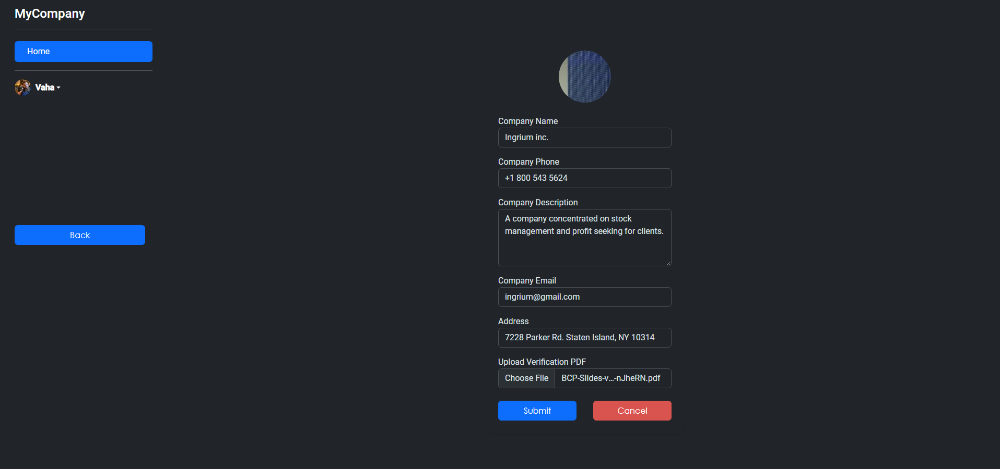 MyCompany
Home
Vaha
Back
Company Name
Ingrium inc.
Company Phone
+1 800 543 5624
Company Description
A company concentrated on stock
management and profit seeking for clients.
Company Email
ingrium@gmail.com
Address
7228 Parker Rd. Staten Island, NY 10314
Upload Verification PDF
Choose File BCP-Slides-v...-nJheRN.pdf
Submit Cancel